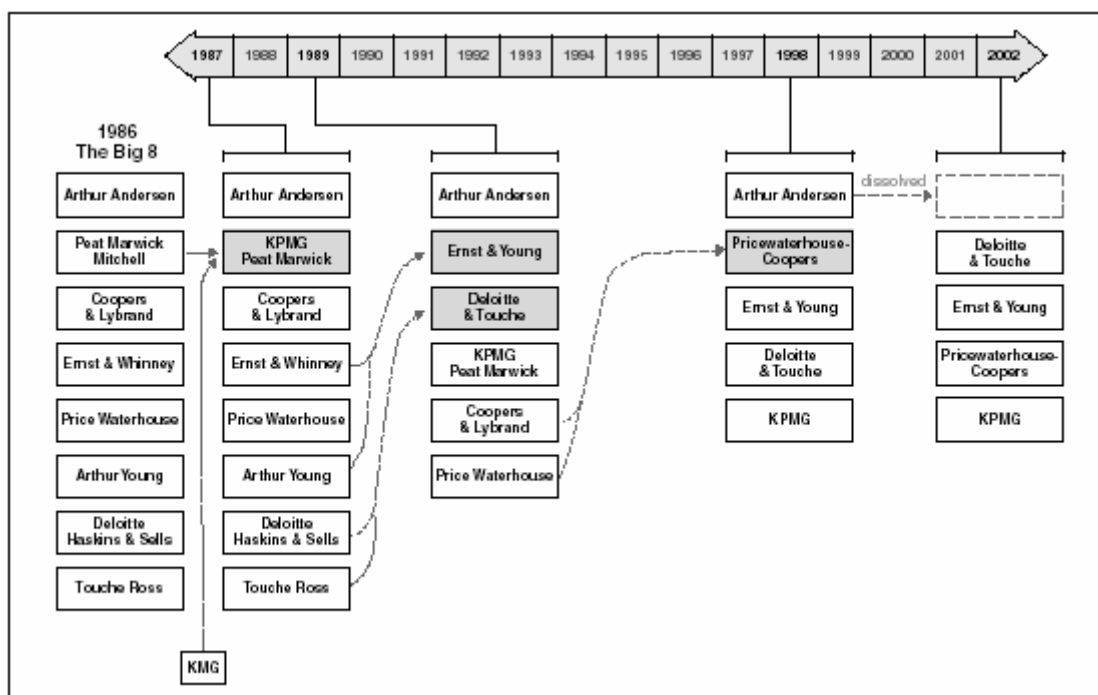 1987 1988 1989 1990 1991 1992 1993 1994 1995 1996 1997 1998 1999 2000 2001 2002
1986
The Big 8
Arthur Andersen
Peat Marwick
Mitchell
Coopers
& Lybrand
Ernst & Whinney
Price Waterhouse
Arthur Young
Deloitte
Haskins & Sells
Touche Ross
KMG
Arthur Andersen
KPMG
Peat Marwick
Coopers
& Lybrand
Ernst & Whinney
Price Waterhouse
Arthur Young
Deloitte
Haskins & Sells
Touche Ross
Arthur Andersen
Ernst & Young
Deloitte
& Touche
KPMG
Peat Marwick
Coopers
& Lybrand
Price Waterhouse
Arthur Andersen
Pricewaterhouse-
Coopers
Ernst & Young
Deloitte
& Touche
KPMG
dissolved
Deloitte
& Touche
Ernst & Young
Pricewaterhouse-
Coopers
KPMG